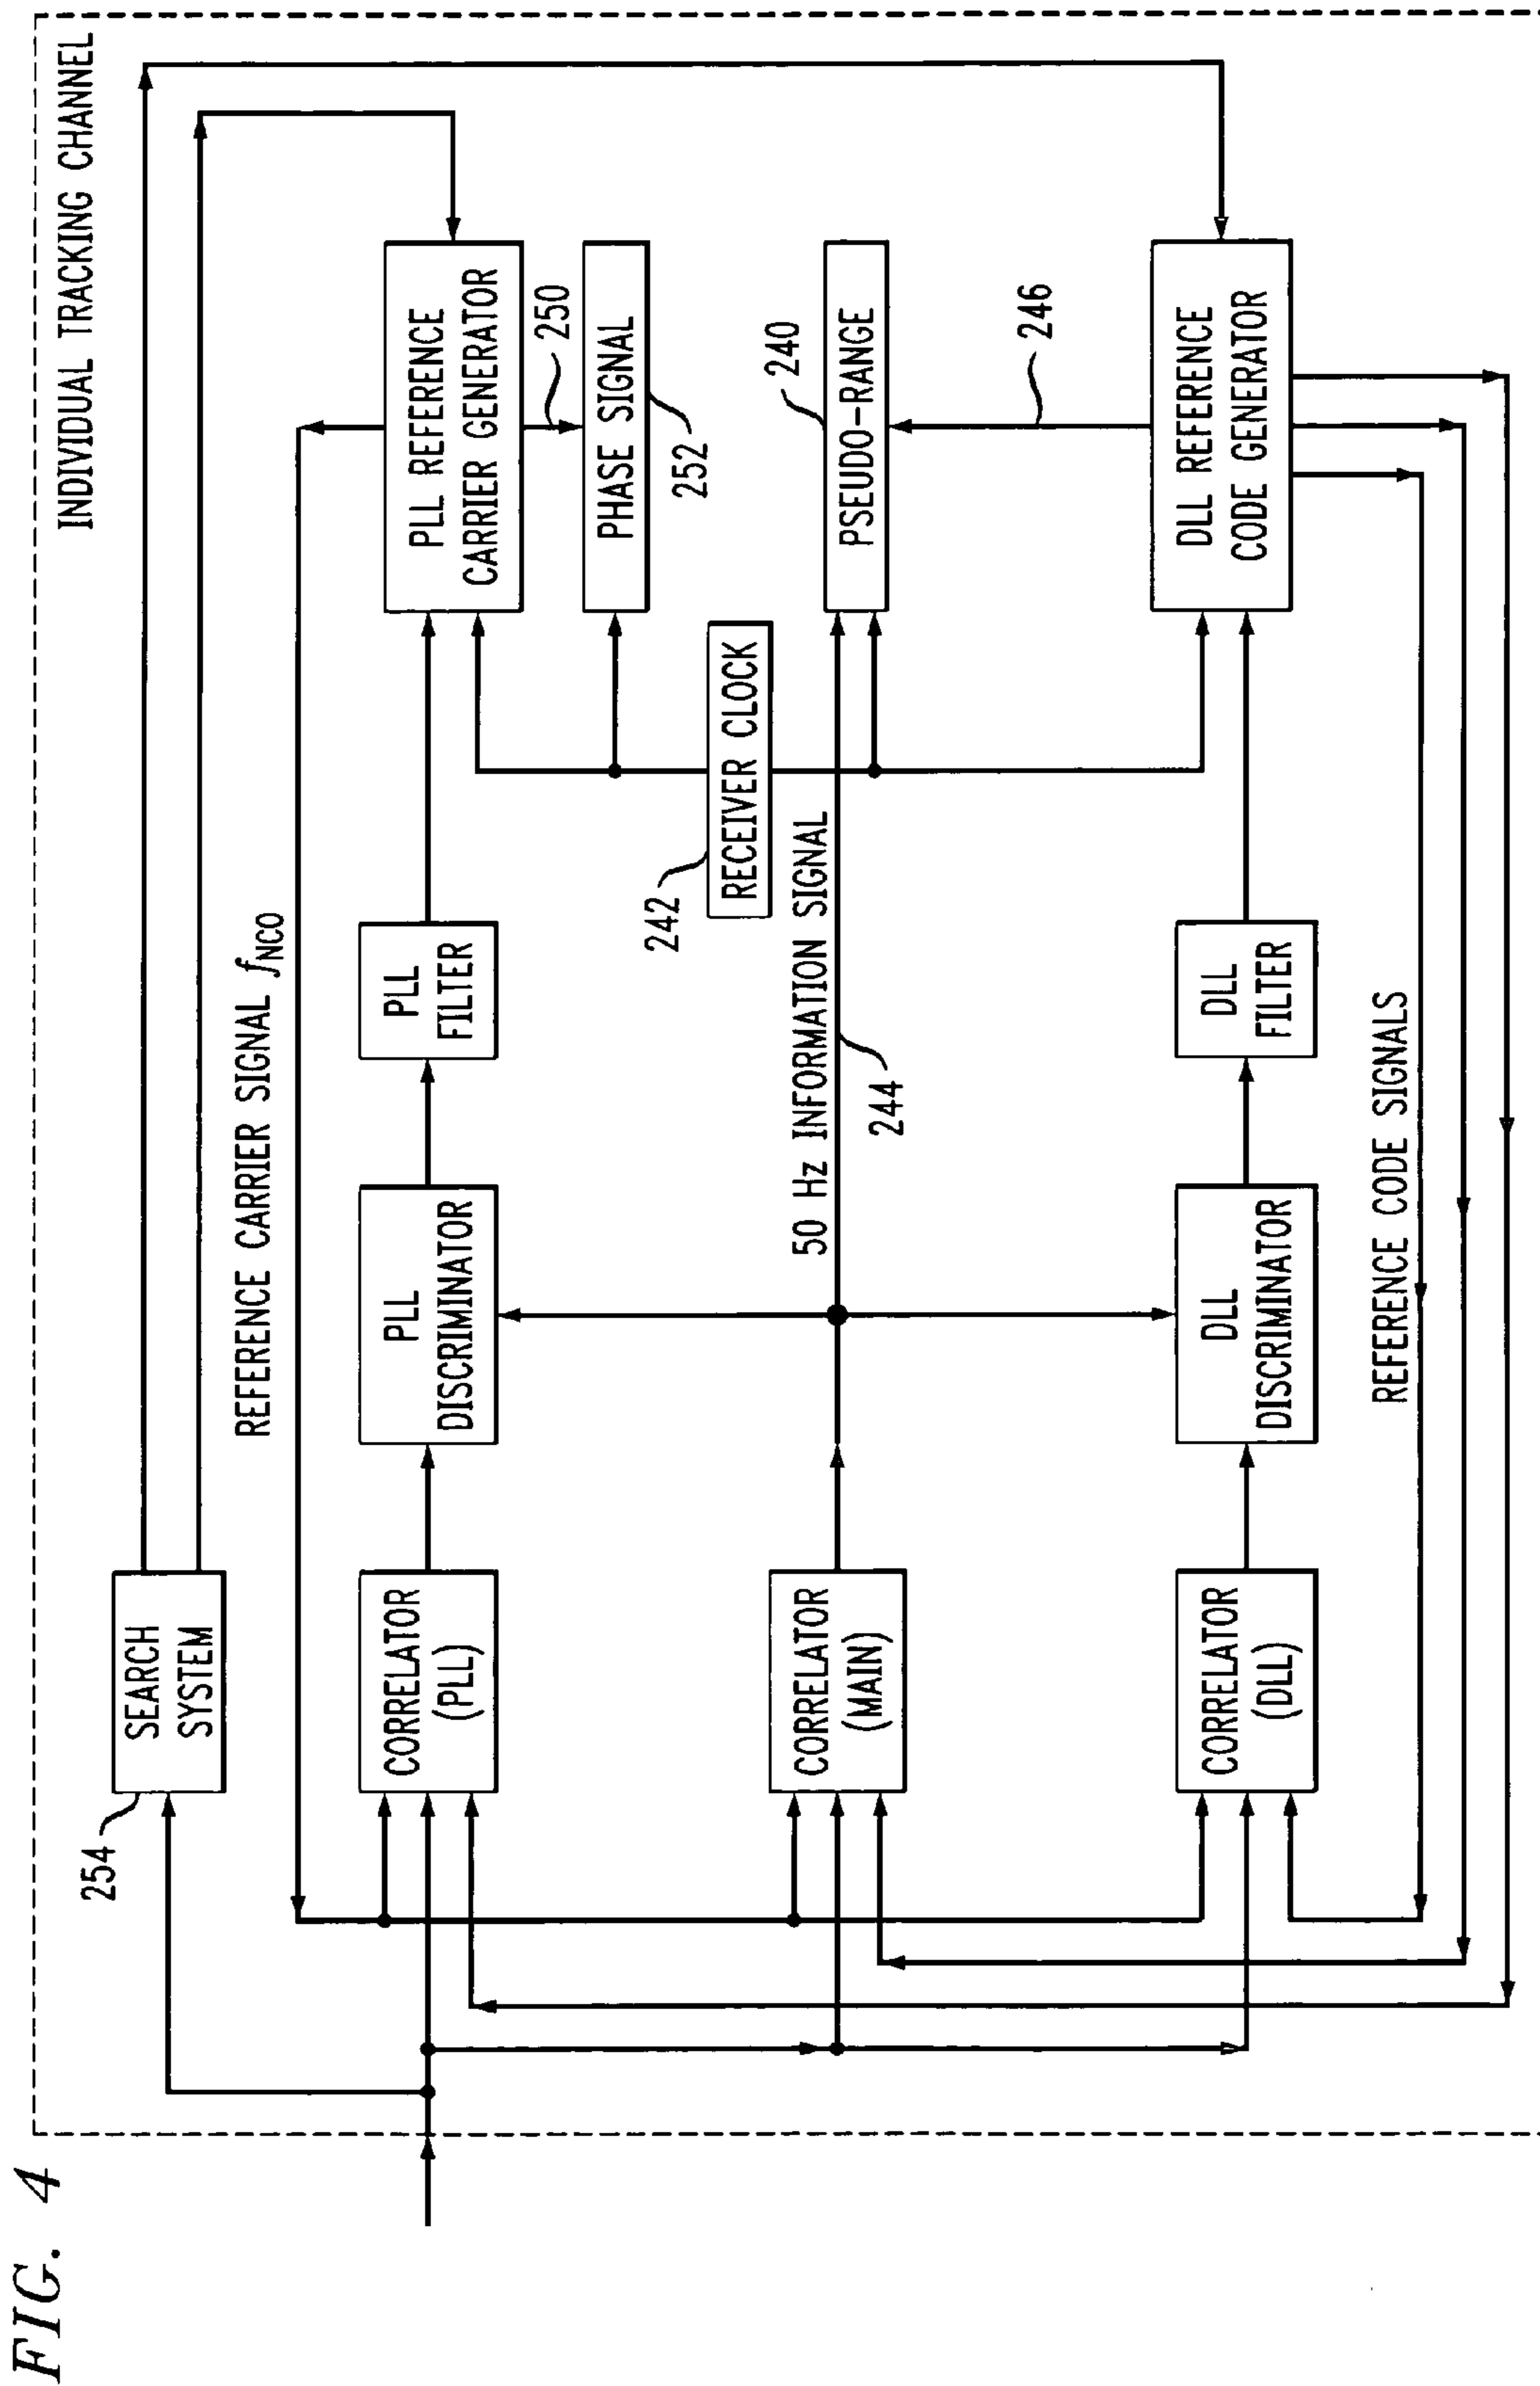 FIG. 4
INDIVIDUAL TRACKING CHANNEL
254
SEARCH
SYSTEM
REFERENCE CARRIER SIGNAL fNCO
CORRELATOR
(PLL)
PLL
DISCRIMINATOR
PLL
FILTER
PLL REFERENCE
CARRIER GENERATOR
250
PHASE SIGNAL
252
242
RECEIVER CLOCK
240
CORRELATOR
(MAIN)
50 Hz INFORMATION SIGNAL
244
PSEUDO-RANGE
246
CORRELATOR
(DLL)
DLL
DISCRIMINATOR
DLL
FILTER
DLL REFERENCE
CODE GENERATOR
REFERENCE CODE SIGNALS